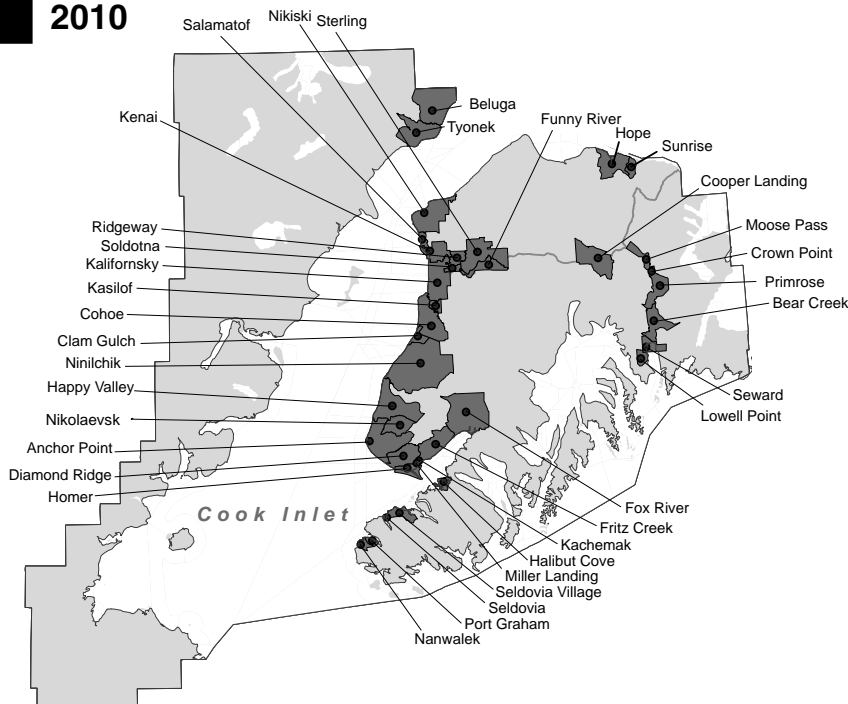 2010
Nikiski
Sterling
Salamatof
Beluga
Kenai
Tyonek
Funny River
Hope
Sunrise
Cooper Landing
Ridgeway
Moose Pass
Soldotna
Crown Point
Kalifornsky
Primrose
Kasilof
Bear Creek
Cohoe
Clam Gulch
Ninilchik
Happy Valley
Seward
Lowell Point
Nikolaevsk
Anchor Point
Diamond Ridge
Homer
Cook Inlet
Fox River
Fritz Creek
Kachemak
Halibut Cove
Miller Landing
Seldovia Village
Seldovia
Port Graham
Nanwalek